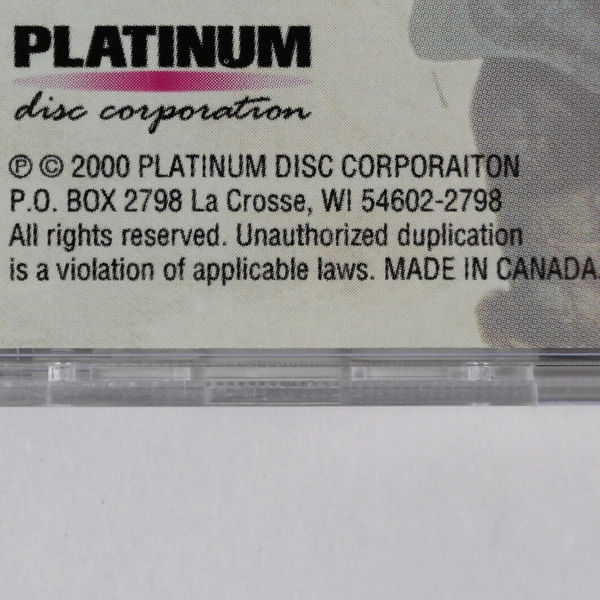 PLATINUM
disc corporation
℗ © 2000 PLATINUM DISC CORPORAITON
P.O. BOX 2798 La Crosse, WI 54602-2798
All rights reserved. Unauthorized duplication
is a violation of applicable laws. MADE IN CANADA.